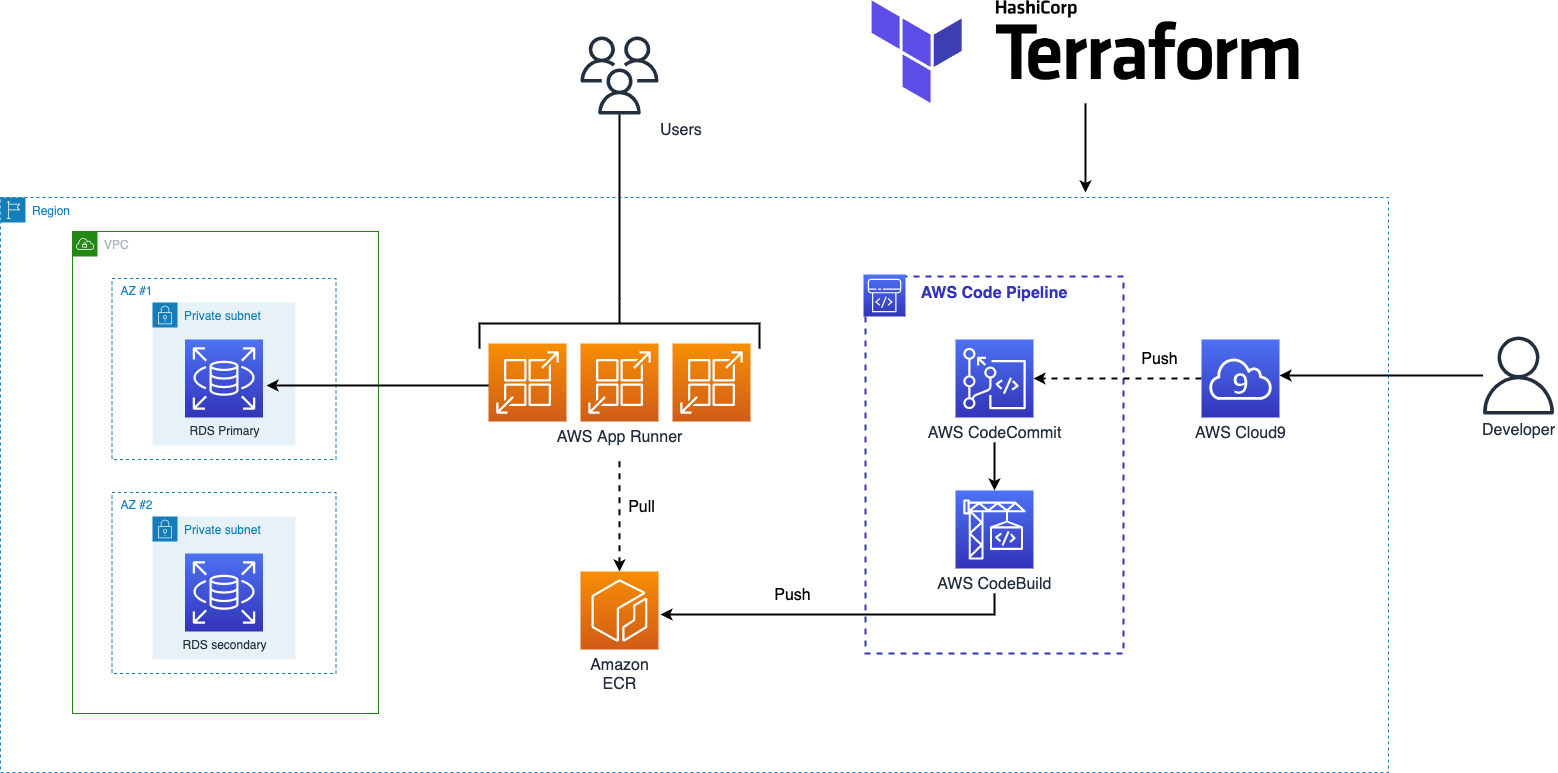 HashiCorp
Terraform
Users
Region
VPC
AZ #1
Private subnet
RDS Primary
AZ #2
Private subnet
RDS secondary
AWS App Runner
Pull
Amazon
ECR
Push
AWS Code Pipeline
AWS CodeCommit
AWS CodeBuild
Push
9
AWS Cloud9
Developer